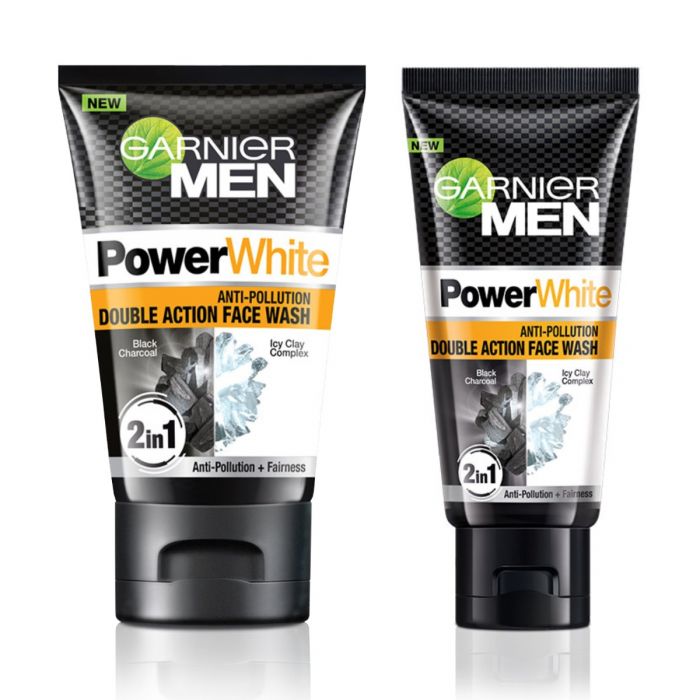 NEW
GARNIER
MEN
PowerWhite
ANTI-POLLUTION
DOUBLE ACTION FACE WASH
Black
Charcoal
Icy Clay
Complex
2in1
Anti-Pollution + Fairness
NEW
GARNIER
MEN
PowerWhite
ANTI-POLLUTION
DOUBLE ACTION FACE WASH
Black
Charcoal
Icy Clay
Complex
2in1
Anti-Pollution + Fairness